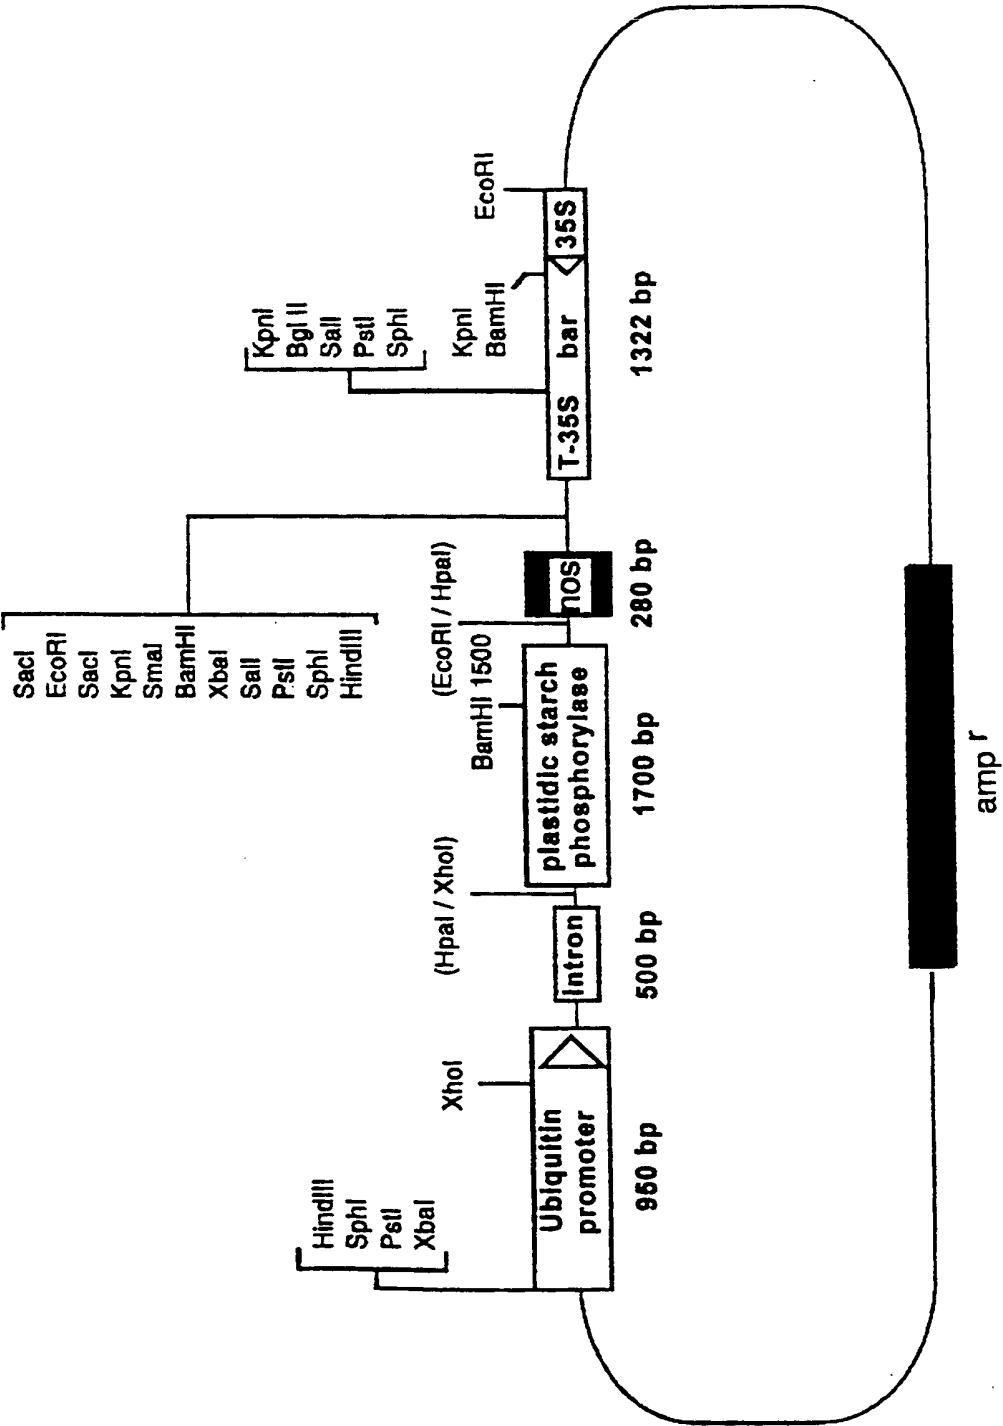 SacI
EcoRI
SacI
KpnI
SmaI
BamHI
XbaI
SalI
PstI
SphI
HindIII
HindIII
SphI
PstI
XbaI
XhoI
(HpaI / XhoI)
BamHI 1500
(EcoRI / HpaI)
KpnI
Bgl II
SalI
PstI
SphI
KpnI
BamHI
EcoRI
Ubiquitin
promoter
Intron
plastidic starch
phosphorylase
nos
T-35S
bar
35S
950 bp
500 bp
1700 bp
280 bp
1322 bp
amp r